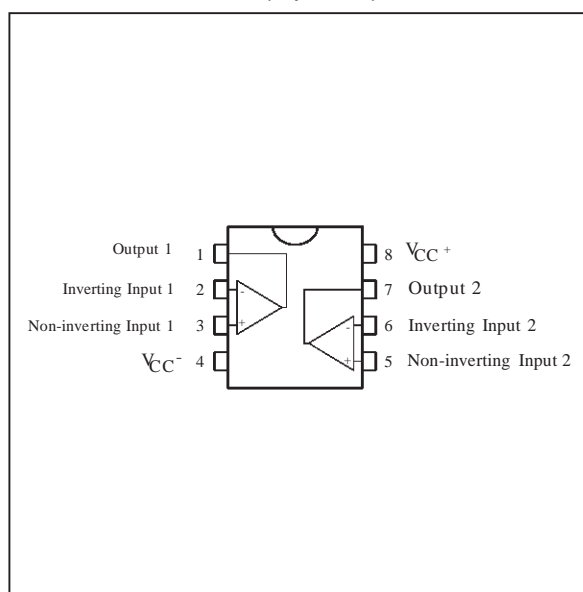 Output 1 1
Inverting Input 1 2 -
Non-inverting Input 1 3 +
VCC- 4
8 VCC+
7 Output 2
- 6 Inverting Input 2
+ 5 Non-inverting Input 2